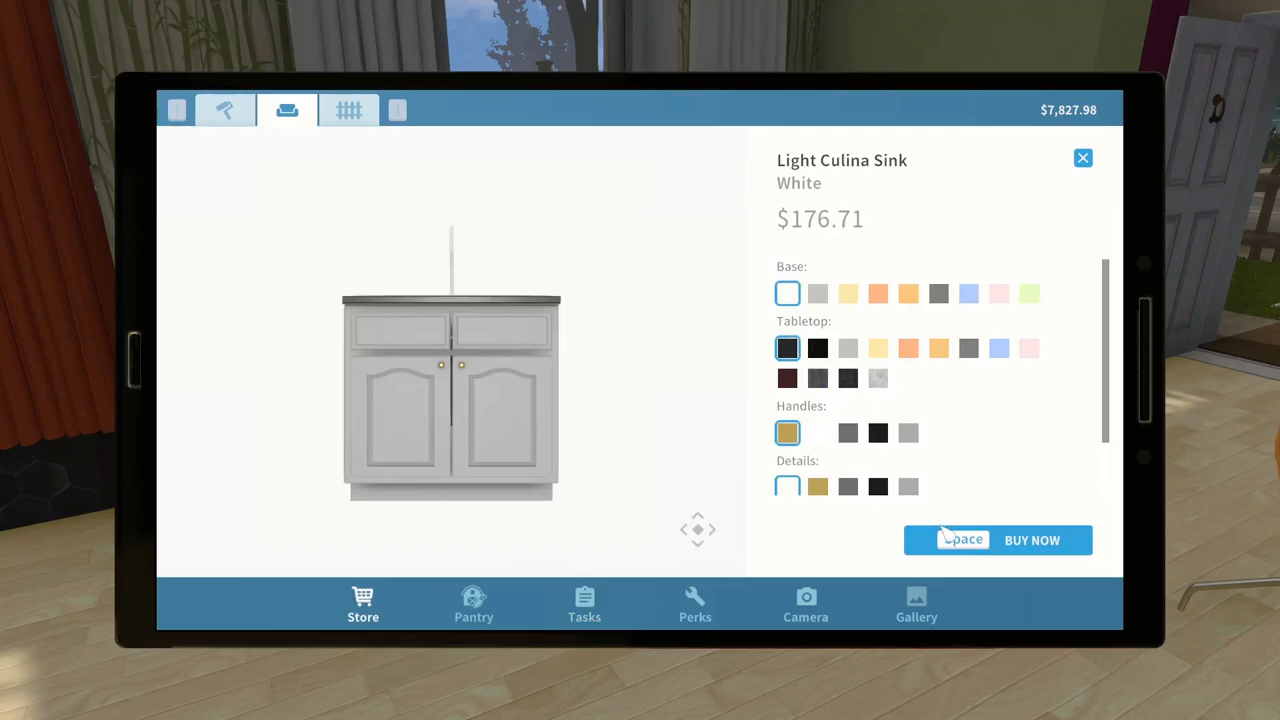 $7,827.98
Light Culina Sink
White
$176.71
Base:
Tabletop:
Handles:
Details:
Space BUY NOW
Store Pantry Tasks Perks Camera Gallery